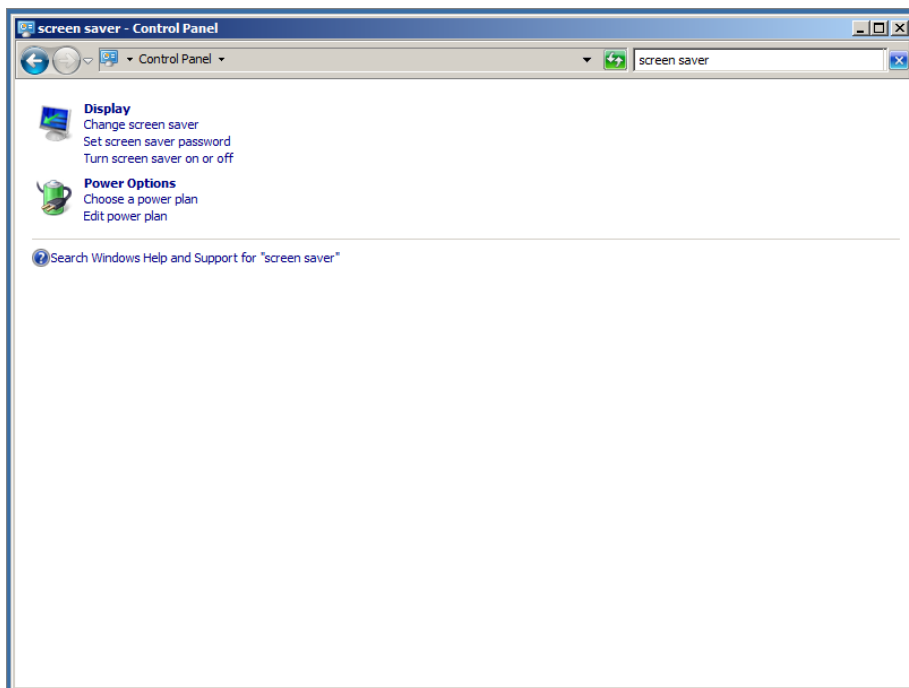 screen saver - Control Panel
Control Panel
screen saver
Display
Change screen saver
Set screen saver password
Turn screen saver on or off
Power Options
Choose a power plan
Edit power plan
Search Windows Help and Support for "screen saver"